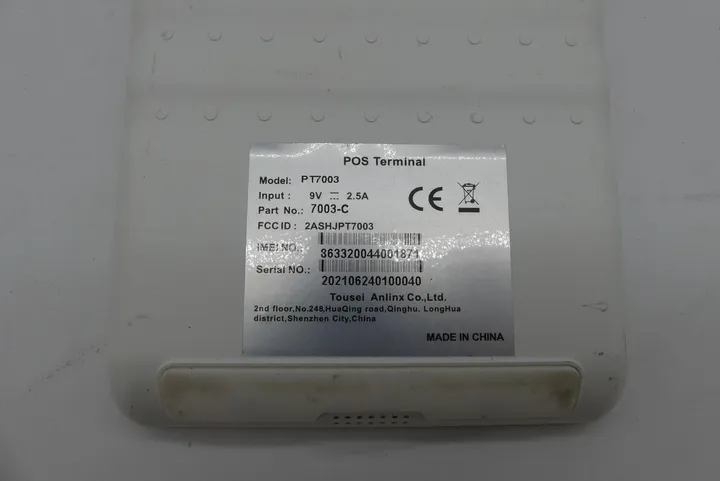 POS Terminal
Model: PT7003
Input : 9V ⎓ 2.5A
Part No.: 7003-C
FCC ID : 2ASHJPT7003
IMEI NO.:
363320044001871
Serial NO.:
202106240100040
Tousei Anlinx Co.,Ltd.
2nd floor,No.248,HuaQing road,Qinghu. LongHua
district,Shenzhen City,China
MADE IN CHINA
CE